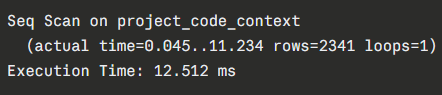 Seq Scan on project_code_context
  (actual time=0.045..11.234 rows=2341 loops=1)
Execution Time: 12.512 ms